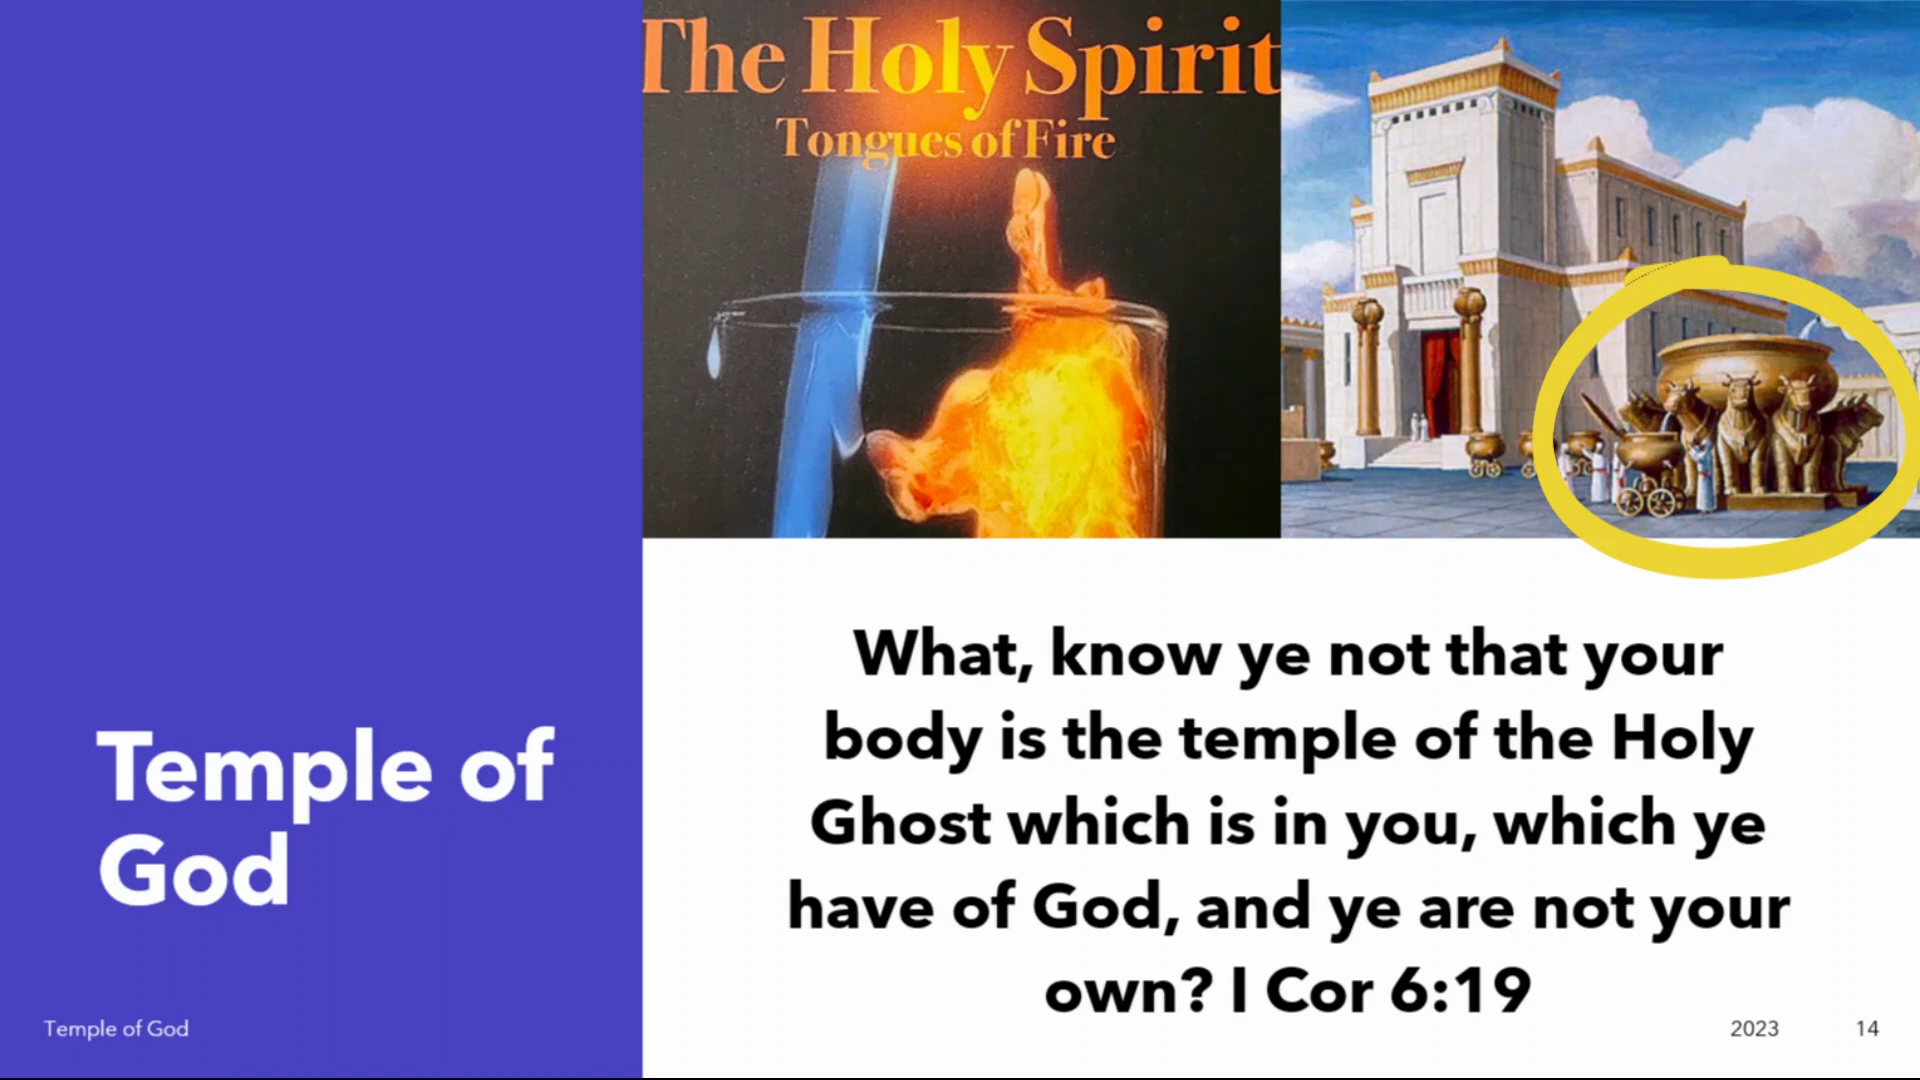 The Holy Spirit
Tongues of Fire
What, know ye not that your
body is the temple of the Holy
Ghost which is in you, which ye
have of God, and ye are not your
own? I Cor 6:19
Temple of
God
Temple of God
2023
14